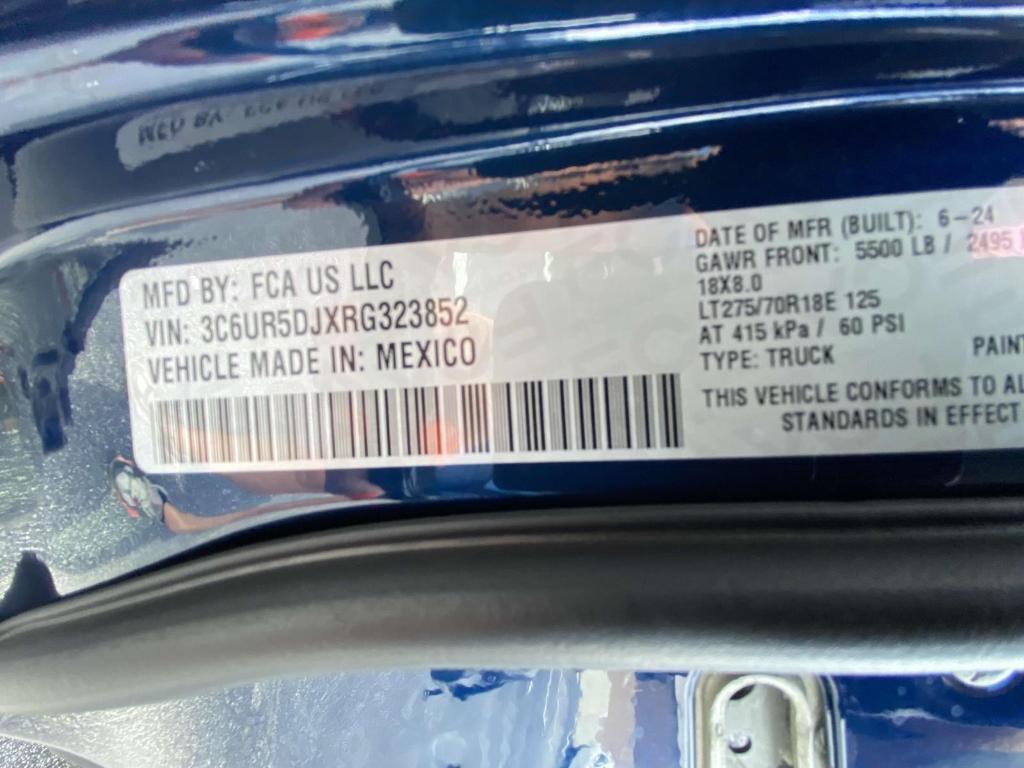 MFD BY: FCA US LLC
VIN: 3C6UR5DJXRG323852
VEHICLE MADE IN: MEXICO
DATE OF MFR (BUILT): 6-24
GAWR FRONT: 5500 LB / 2495
18X8.0
LT275/70R18E 125
AT 415 kPa / 60 PSI
TYPE: TRUCK
PAINT
THIS VEHICLE CONFORMS TO AL
STANDARDS IN EFFECT